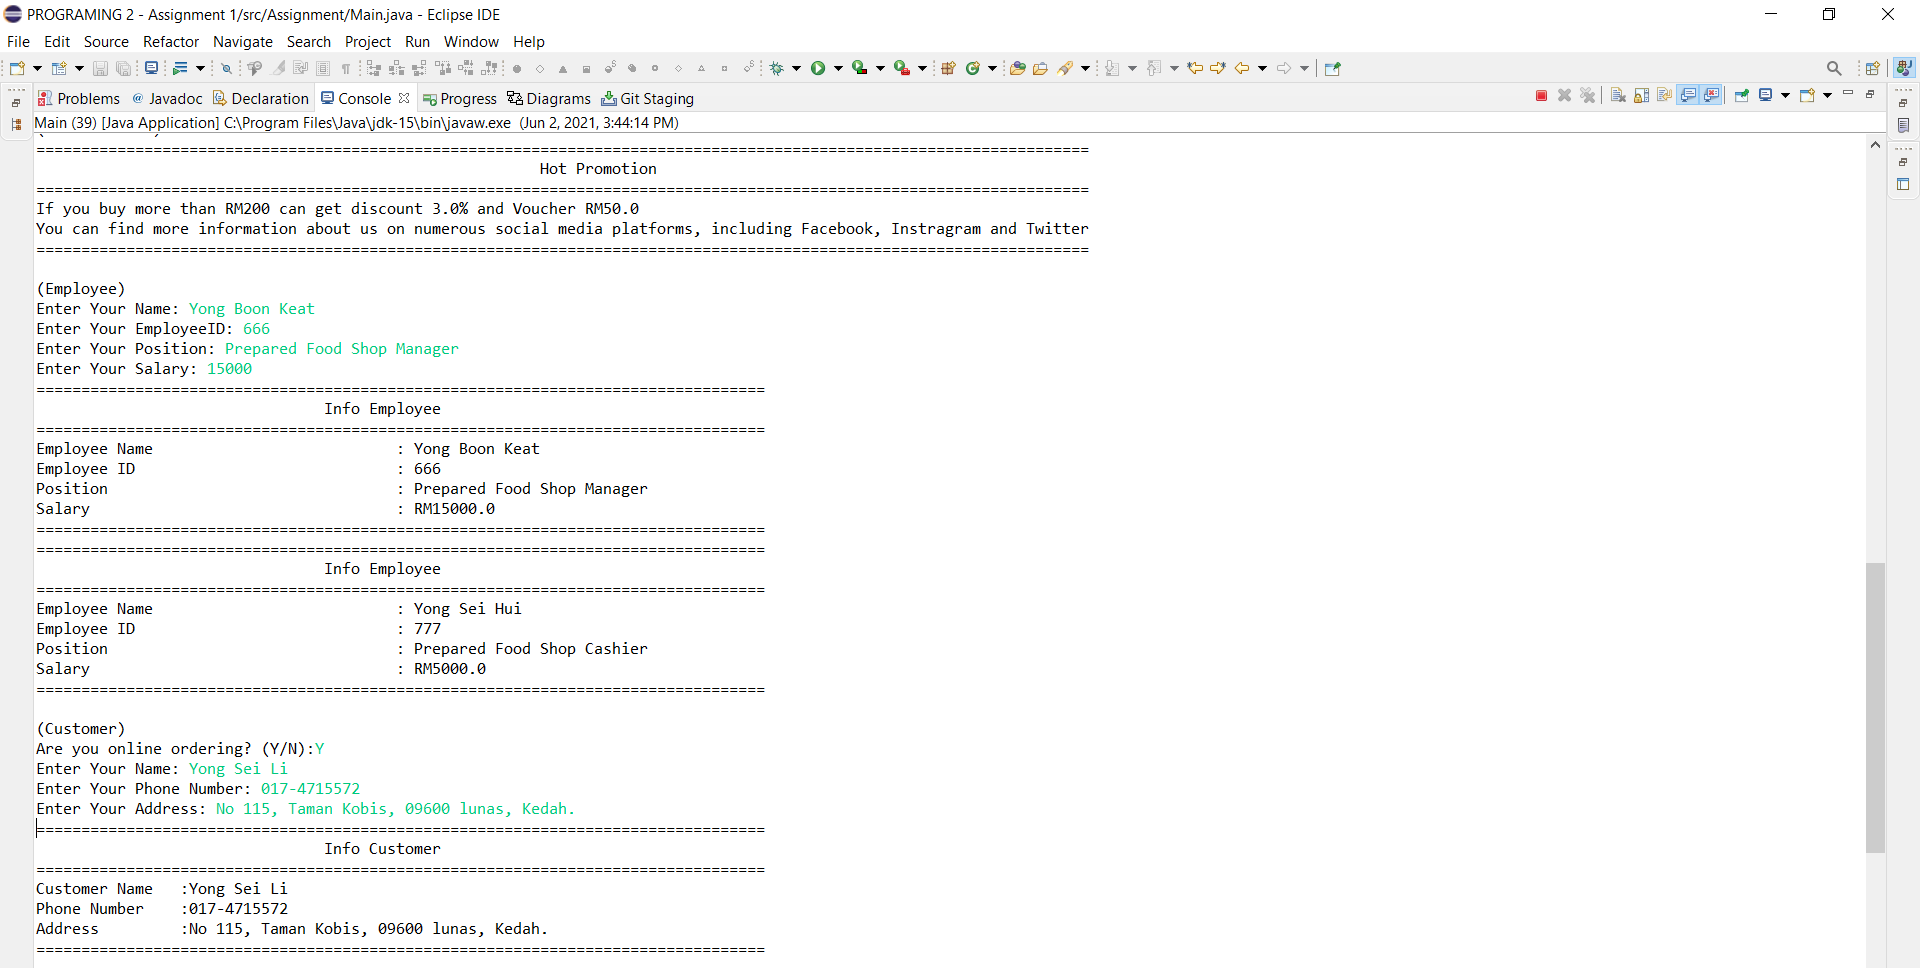 PROGRAMING 2 - Assignment 1/src/Assignment/Main.java - Eclipse IDE
File Edit Source Refactor Navigate Search Project Run Window Help
Problems Javadoc Declaration Console Progress Diagrams Git Staging
Main (39) [Java Application] C:\Program Files\Java\jdk-15\bin\javaw.exe (Jun 2, 2021, 3:44:14 PM)
=====================================================================================================================
Hot Promotion
=====================================================================================================================
If you buy more than RM200 can get discount 3.0% and Voucher RM50.0
You can find more information about us on numerous social media platforms, including Facebook, Instragram and Twitter
=====================================================================================================================
(Employee)
Enter Your Name: Yong Boon Keat
Enter Your EmployeeID: 666
Enter Your Position: Prepared Food Shop Manager
Enter Your Salary: 15000
=================================================================================
Info Employee
=================================================================================
Employee Name : Yong Boon Keat
Employee ID : 666
Position : Prepared Food Shop Manager
Salary : RM15000.0
=================================================================================
=================================================================================
Info Employee
=================================================================================
Employee Name : Yong Sei Hui
Employee ID : 777
Position : Prepared Food Shop Cashier
Salary : RM5000.0
=================================================================================
(Customer)
Are you online ordering? (Y/N):Y
Enter Your Name: Yong Sei Li
Enter Your Phone Number: 017-4715572
Enter Your Address: No 115, Taman Kobis, 09600 lunas, Kedah.
=================================================================================
Info Customer
=================================================================================
Customer Name :Yong Sei Li
Phone Number :017-4715572
Address :No 115, Taman Kobis, 09600 lunas, Kedah.
=================================================================================